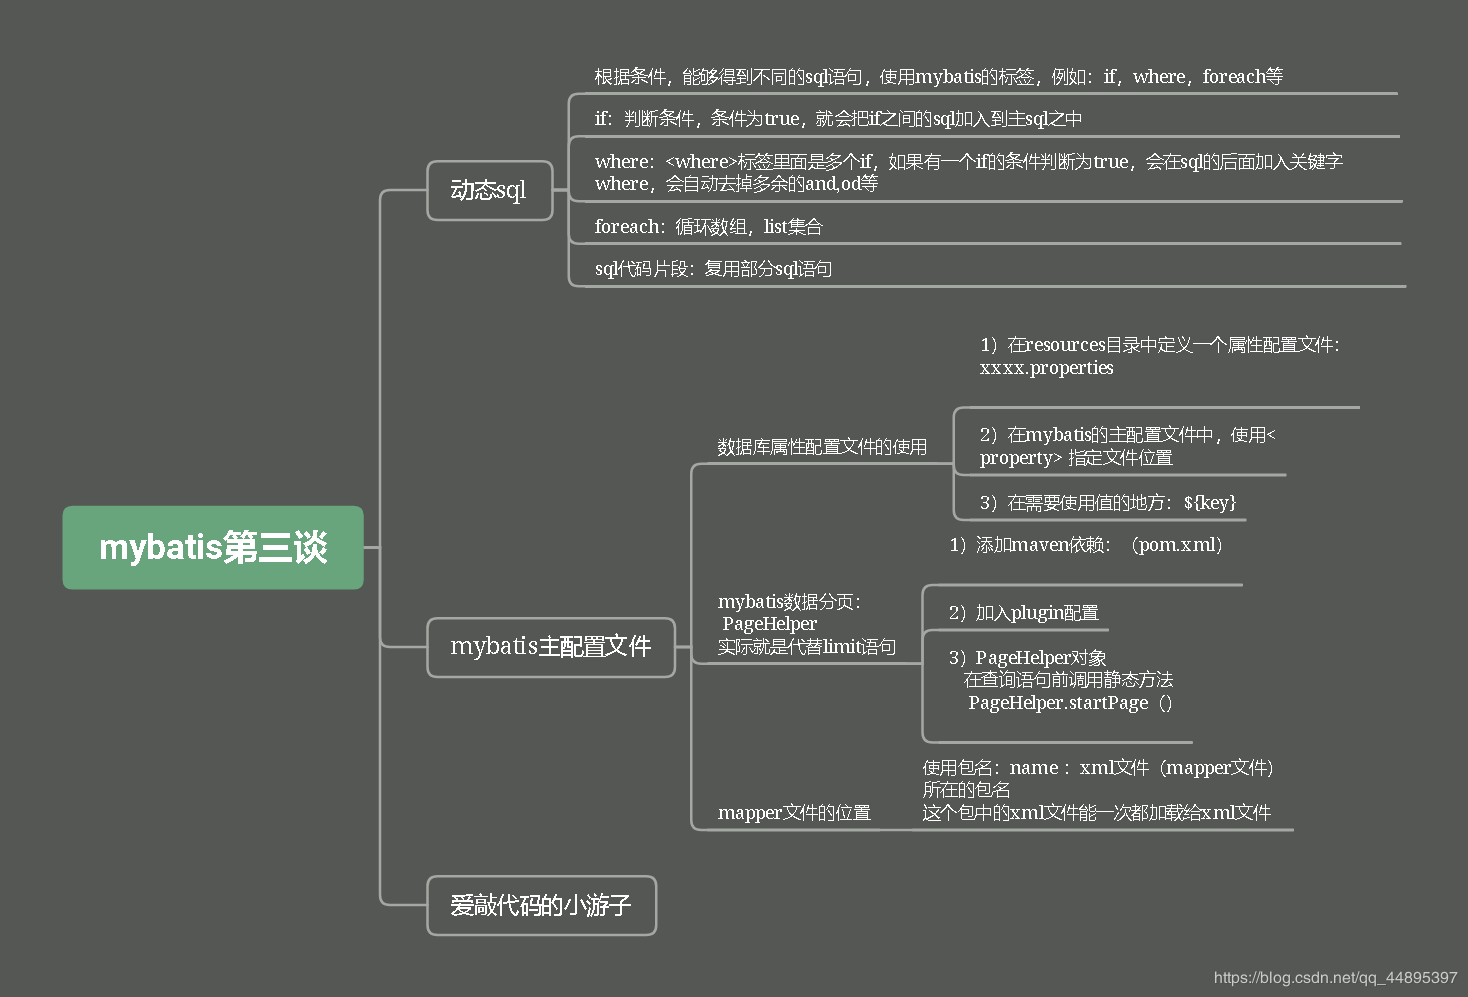 mybatis第三谈
动态sql
根据条件，能够得到不同的sql语句，使用mybatis的标签，例如：if，where，foreach等
if：判断条件，条件为true，就会把if之间的sql加入到主sql之中
where：<where>标签里面是多个if，如果有一个if的条件判断为true，会在sql的后面加入关键字
where，会自动去掉多余的and,od等
foreach：循环数组，list集合
sql代码片段：复用部分sql语句
mybatis主配置文件
数据库属性配置文件的使用
1）在resources目录中定义一个属性配置文件：
xxxx.properties
2）在mybatis的主配置文件中，使用<
property> 指定文件位置
3）在需要使用值的地方：${key}
mybatis数据分页：
PageHelper
实际就是代替limit语句
1）添加maven依赖：（pom.xml）
2）加入plugin配置
3）PageHelper对象
在查询语句前调用静态方法
PageHelper.startPage（）
mapper文件的位置
使用包名：name ：xml文件（mapper文件）
所在的包名
这个包中的xml文件能一次都加载给xml文件
爱敲代码的小游子
https://blog.csdn.net/qq_44895397